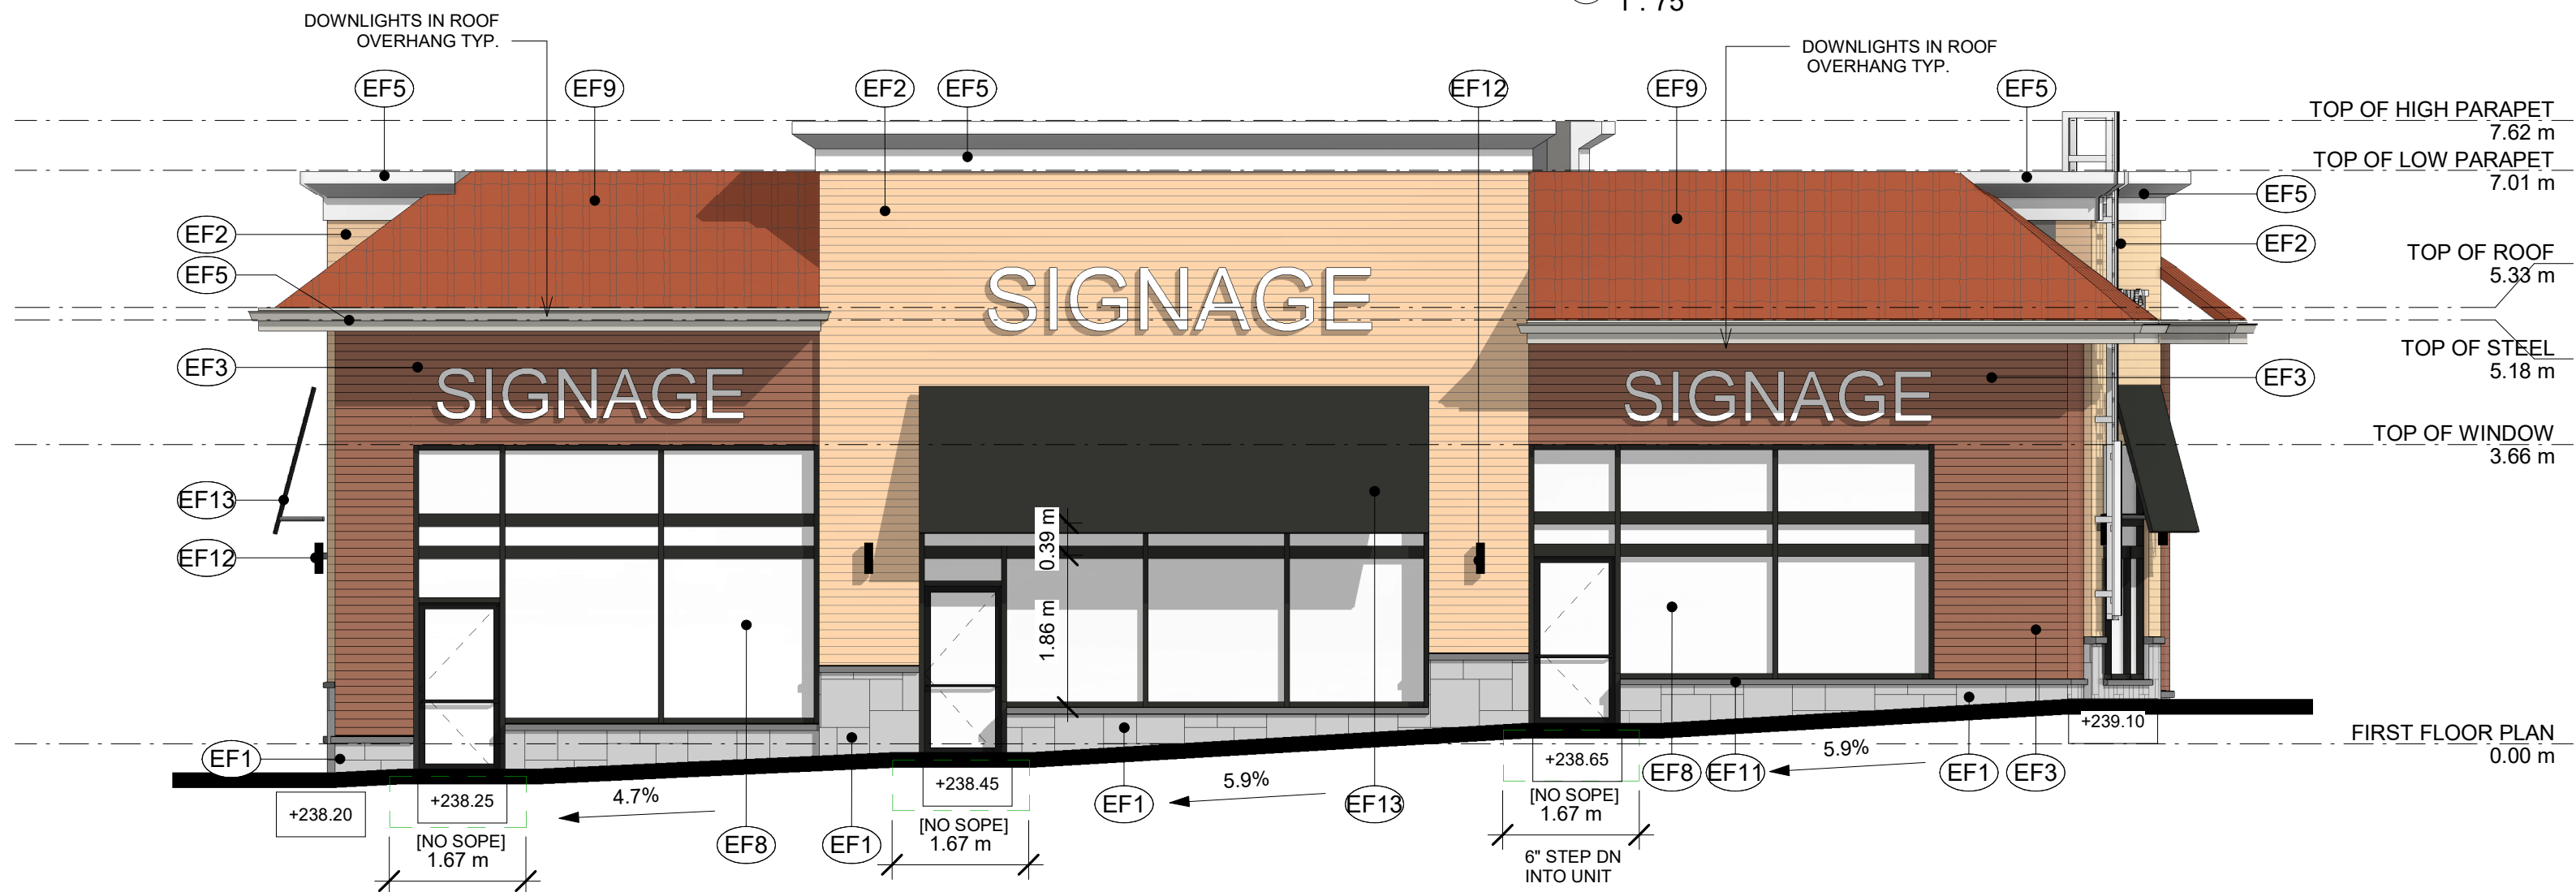 1 : 75
DOWNLIGHTS IN ROOF
OVERHANG TYP.
DOWNLIGHTS IN ROOF
OVERHANG TYP.
EF5
EF9
EF2
EF5
EF12
EF9
EF5
TOP OF HIGH PARAPET
7.62 m
TOP OF LOW PARAPET
7.01 m
EF5
EF2
EF2
EF5
TOP OF ROOF
5.33 m
SIGNAGE
TOP OF STEEL
5.18 m
EF3
SIGNAGE
SIGNAGE
EF3
TOP OF WINDOW
3.66 m
EF13
EF12
0.39 m
1.86 m
+239.10
FIRST FLOOR PLAN
0.00 m
EF1
+238.20
+238.25
4.7%
+238.45
5.9%
+238.65
5.9%
EF8
EF11
EF1
EF3
EF1
EF13
[NO SOPE]
1.67 m
EF8
EF1
[NO SOPE]
1.67 m
[NO SOPE]
1.67 m
6" STEP DN
INTO UNIT